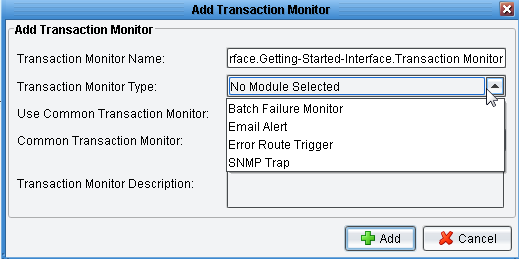 Add Transaction Monitor
Add Transaction Monitor
Transaction Monitor Name: rface.Getting-Started-Interface.Transaction Monitor
Transaction Monitor Type: No Module Selected
Batch Failure Monitor
Use Common Transaction Monitor:
Email Alert
Common Transaction Monitor: Error Route Trigger
SNMP Trap
Transaction Monitor Description:
Add Cancel